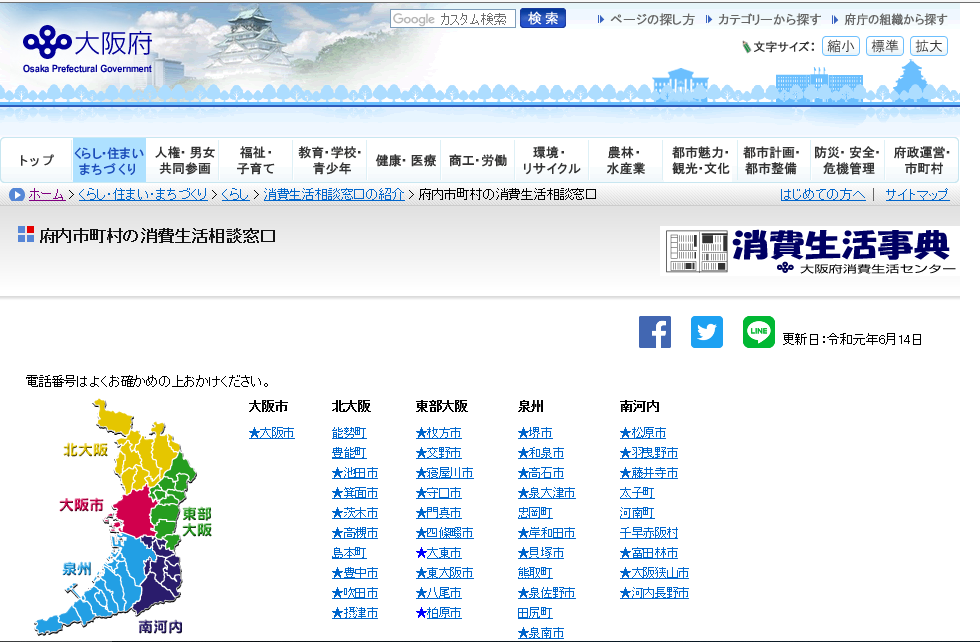 Google カスタム検索
検索
ページの探し方
カテゴリーから探す
府庁の組織から探す
大阪府
Osaka Prefectural Government
文字サイズ：
縮小
標準
拡大
トップ
くらし・住まい
まちづくり
人権・男女
共同参画
福祉・
子育て
教育・学校・
青少年
健康・医療
商工・労働
環境・
リサイクル
農林・
水産業
都市魅力・
観光・文化
都市計画・
都市整備
防災・安全・
危機管理
府政運営・
市町村
ホーム > くらし・住まい・まちづくり > くらし > 消費生活相談窓口の紹介 > 府内市町村の消費生活相談窓口
はじめての方へ | サイトマップ
府内市町村の消費生活相談窓口
消費生活事典
大阪府消費生活センター
LINE
更新日：令和元年6月14日
電話番号はよくお確かめの上おかけください。
北大阪
大阪市
東部
大阪
泉州
南河内
大阪市
★大阪市
北大阪
能勢町
豊能町
★池田市
★箕面市
★茨木市
★高槻市
島本町
★豊中市
★吹田市
★摂津市
東部大阪
★枚方市
★交野市
★寝屋川市
★守口市
★門真市
★四條畷市
★大東市
★東大阪市
★八尾市
★柏原市
泉州
★堺市
★和泉市
★高石市
★泉大津市
忠岡町
★岸和田市
★貝塚市
熊取町
★泉佐野市
田尻町
★泉南市
南河内
★松原市
★羽曳野市
★藤井寺市
太子町
河南町
千早赤阪村
★富田林市
★大阪狭山市
★河内長野市